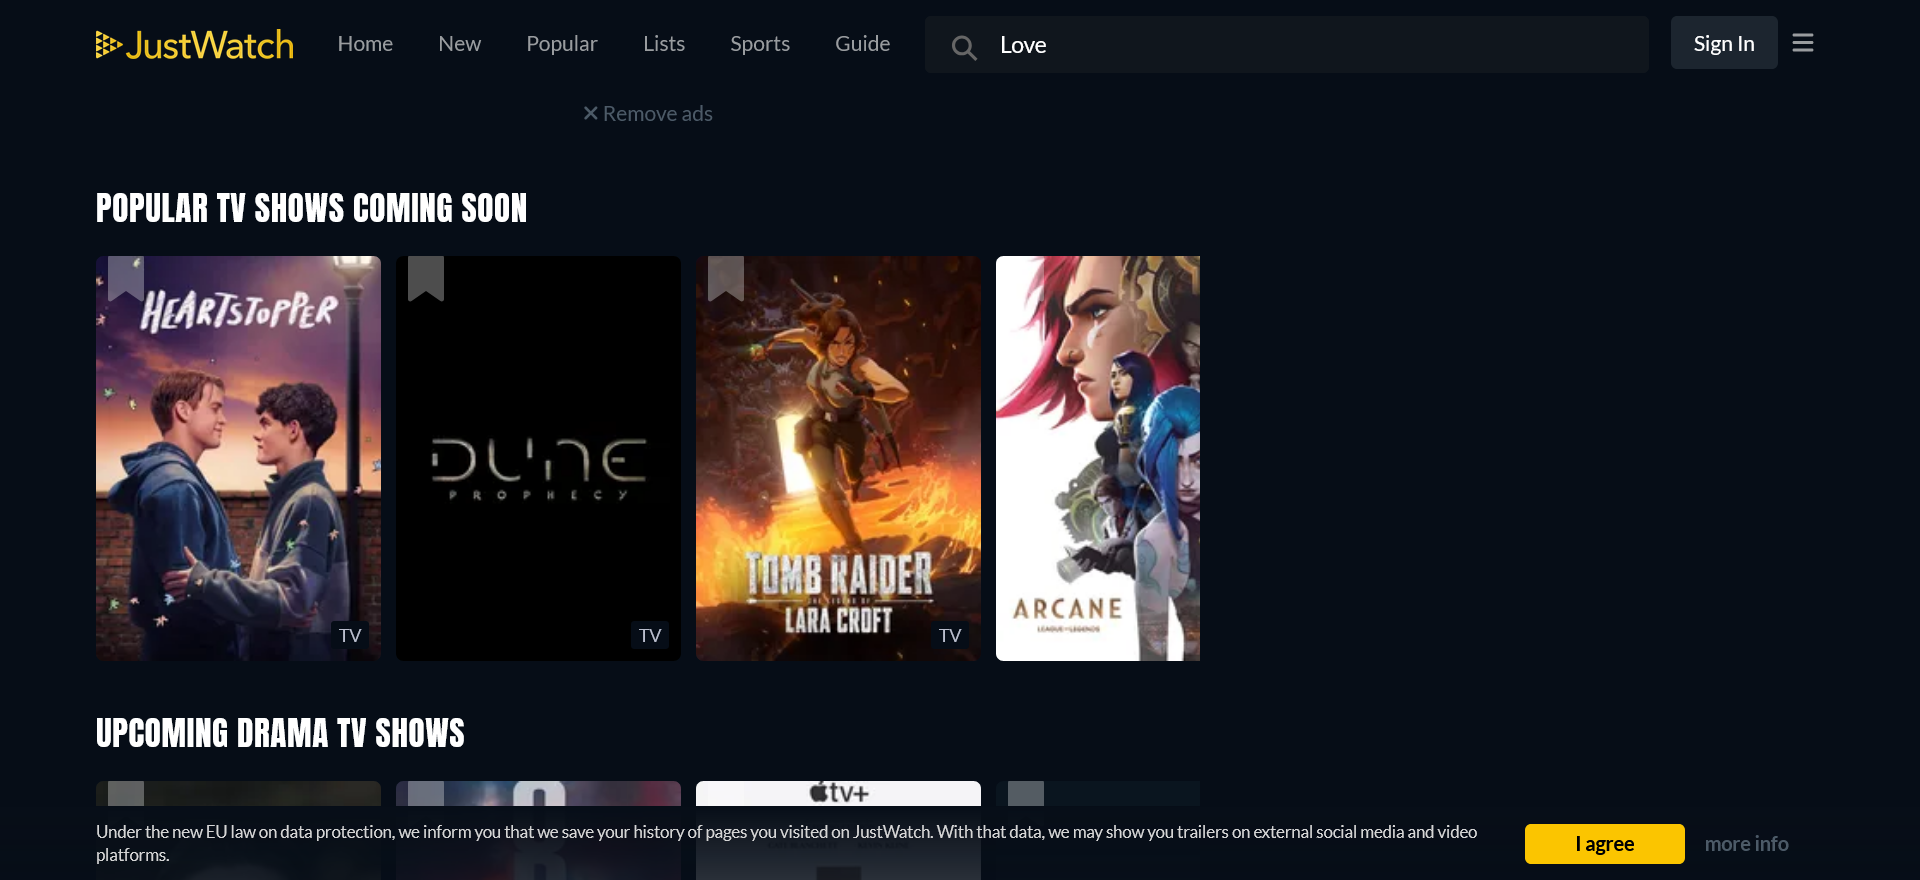 JustWatch
Home
New
Popular
Lists
Sports
Guide
Love
Sign In
Remove ads
POPULAR TV SHOWS COMING SOON
HEARTSTOPPER
TV
DUNE
PROPHECY
TV
TOMB RAIDER
THE LEGEND OF
LARA CROFT
TV
ARCANE
LEAGUE OF LEGENDS
UPCOMING DRAMA TV SHOWS
tv+
Under the new EU law on data protection, we inform you that we save your history of pages you visited on JustWatch. With that data, we may show you trailers on external social media and video
platforms.
I agree
more info